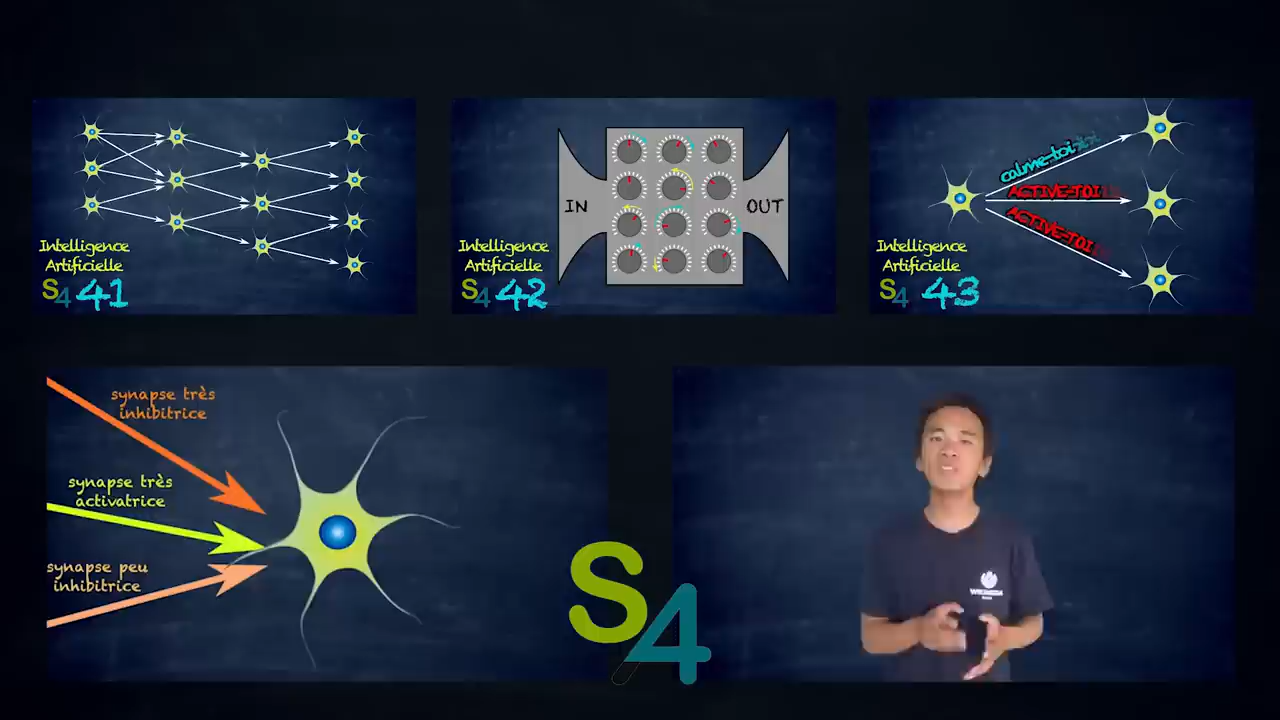 Intelligence
Artificielle
S4 41
IN
OUT
Intelligence
Artificielle
S4 42
calme-toi
ACTIVE-TOI
ACTIVE-TOI
Intelligence
Artificielle
S4 43
synapse très
inhibitrice
synapse très
activatrice
synapse peu
inhibitrice
S4
WIKIMEDIA